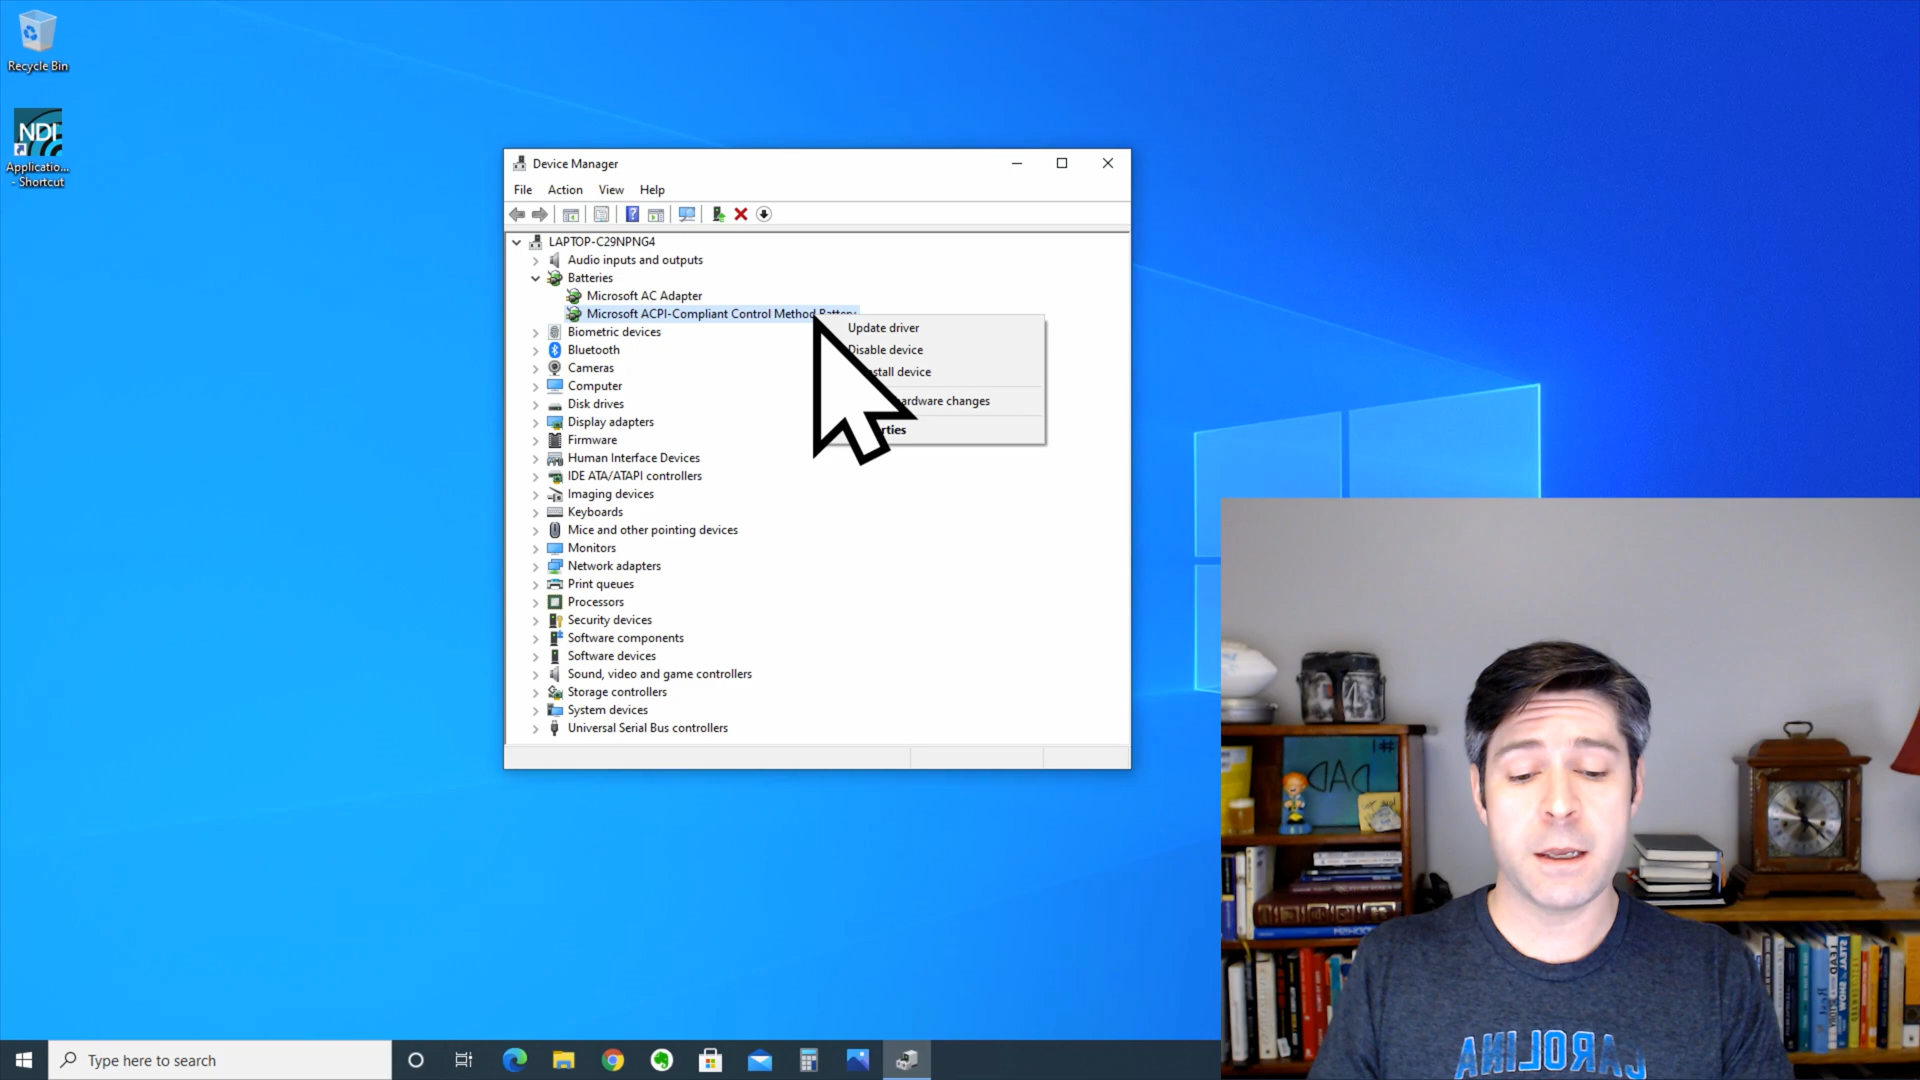 Recycle Bin
NDI
Applicatio...
- Shortcut
Device Manager
File Action View Help
LAPTOP-C29NPNG4
Audio inputs and outputs
Batteries
Microsoft AC Adapter
Microsoft ACPI-Compliant Control Method Battery
Biometric devices
Bluetooth
Cameras
Computer
Disk drives
Display adapters
Firmware
Human Interface Devices
IDE ATA/ATAPI controllers
Imaging devices
Keyboards
Mice and other pointing devices
Monitors
Network adapters
Print queues
Processors
Security devices
Software components
Software devices
Sound, video and game controllers
Storage controllers
System devices
Universal Serial Bus controllers
Update driver
Disable device
stall device
hardware changes
rties
#1
DAD
CAROLINA
Type here to search